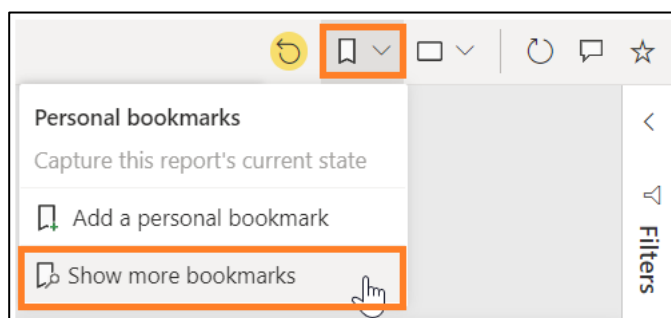 Personal bookmarks
Capture this report's current state
Add a personal bookmark
Show more bookmarks
Filters